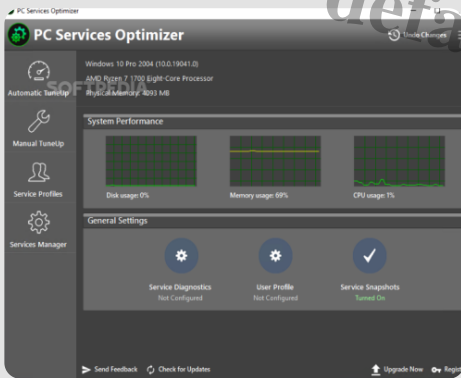 PC Services Optimizer
PC Services Optimizer
Undo Changes
Windows 10 Pro 2004 (10.0.19041.0)
AMD Ryzen 7 1700 Eight-Core Processor
Physical Memory: 4093 MB
SOFTPEDIA
Automatic TuneUp
Manual TuneUp
Service Profiles
Services Manager
System Performance
Disk usage: 0%
Memory usage: 69%
CPU usage: 1%
General Settings
Service Diagnostics
Not Configured
User Profile
Not Configured
Service Snapshots
Turned On
Send Feedback
Check for Updates
Upgrade Now
Regist